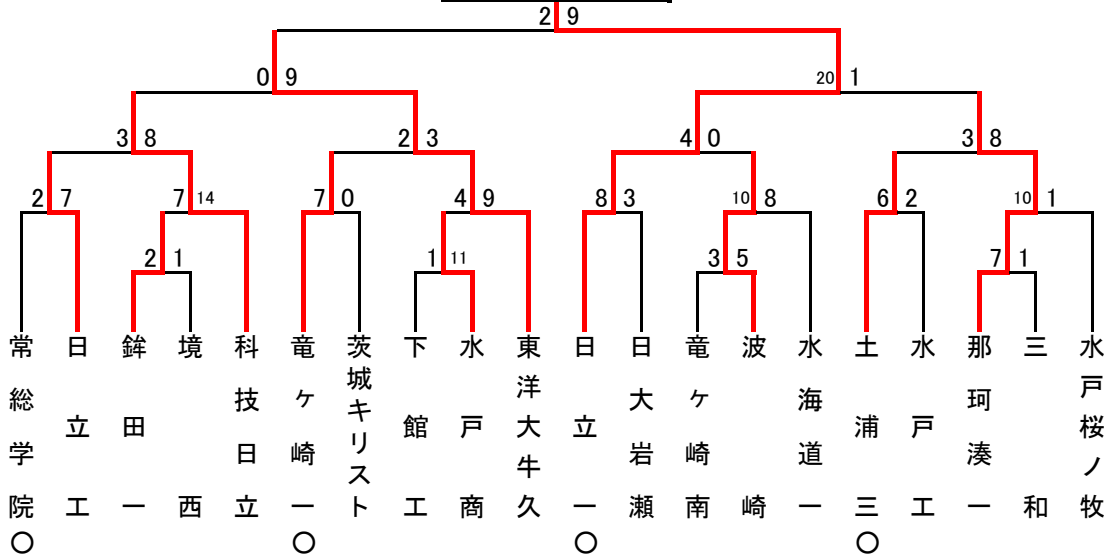 2 9
0 9
20 1
3 8
2 3
4 0
3 8
2 7
7 14
7 0
4 9
8 3
10 8
6 2
10 1
2 1
1 11
3 5
7 1
常総学院
日立工
鉾田一
境西
科技日立
竜ヶ崎一
茨城キリスト
下館工
水戸商
東洋大牛久
日立一
日大岩瀬
竜ヶ崎南
波崎
水海道一
土浦三
水戸工
那珂湊一
三和
水戸桜ノ牧
○ ○ ○ ○